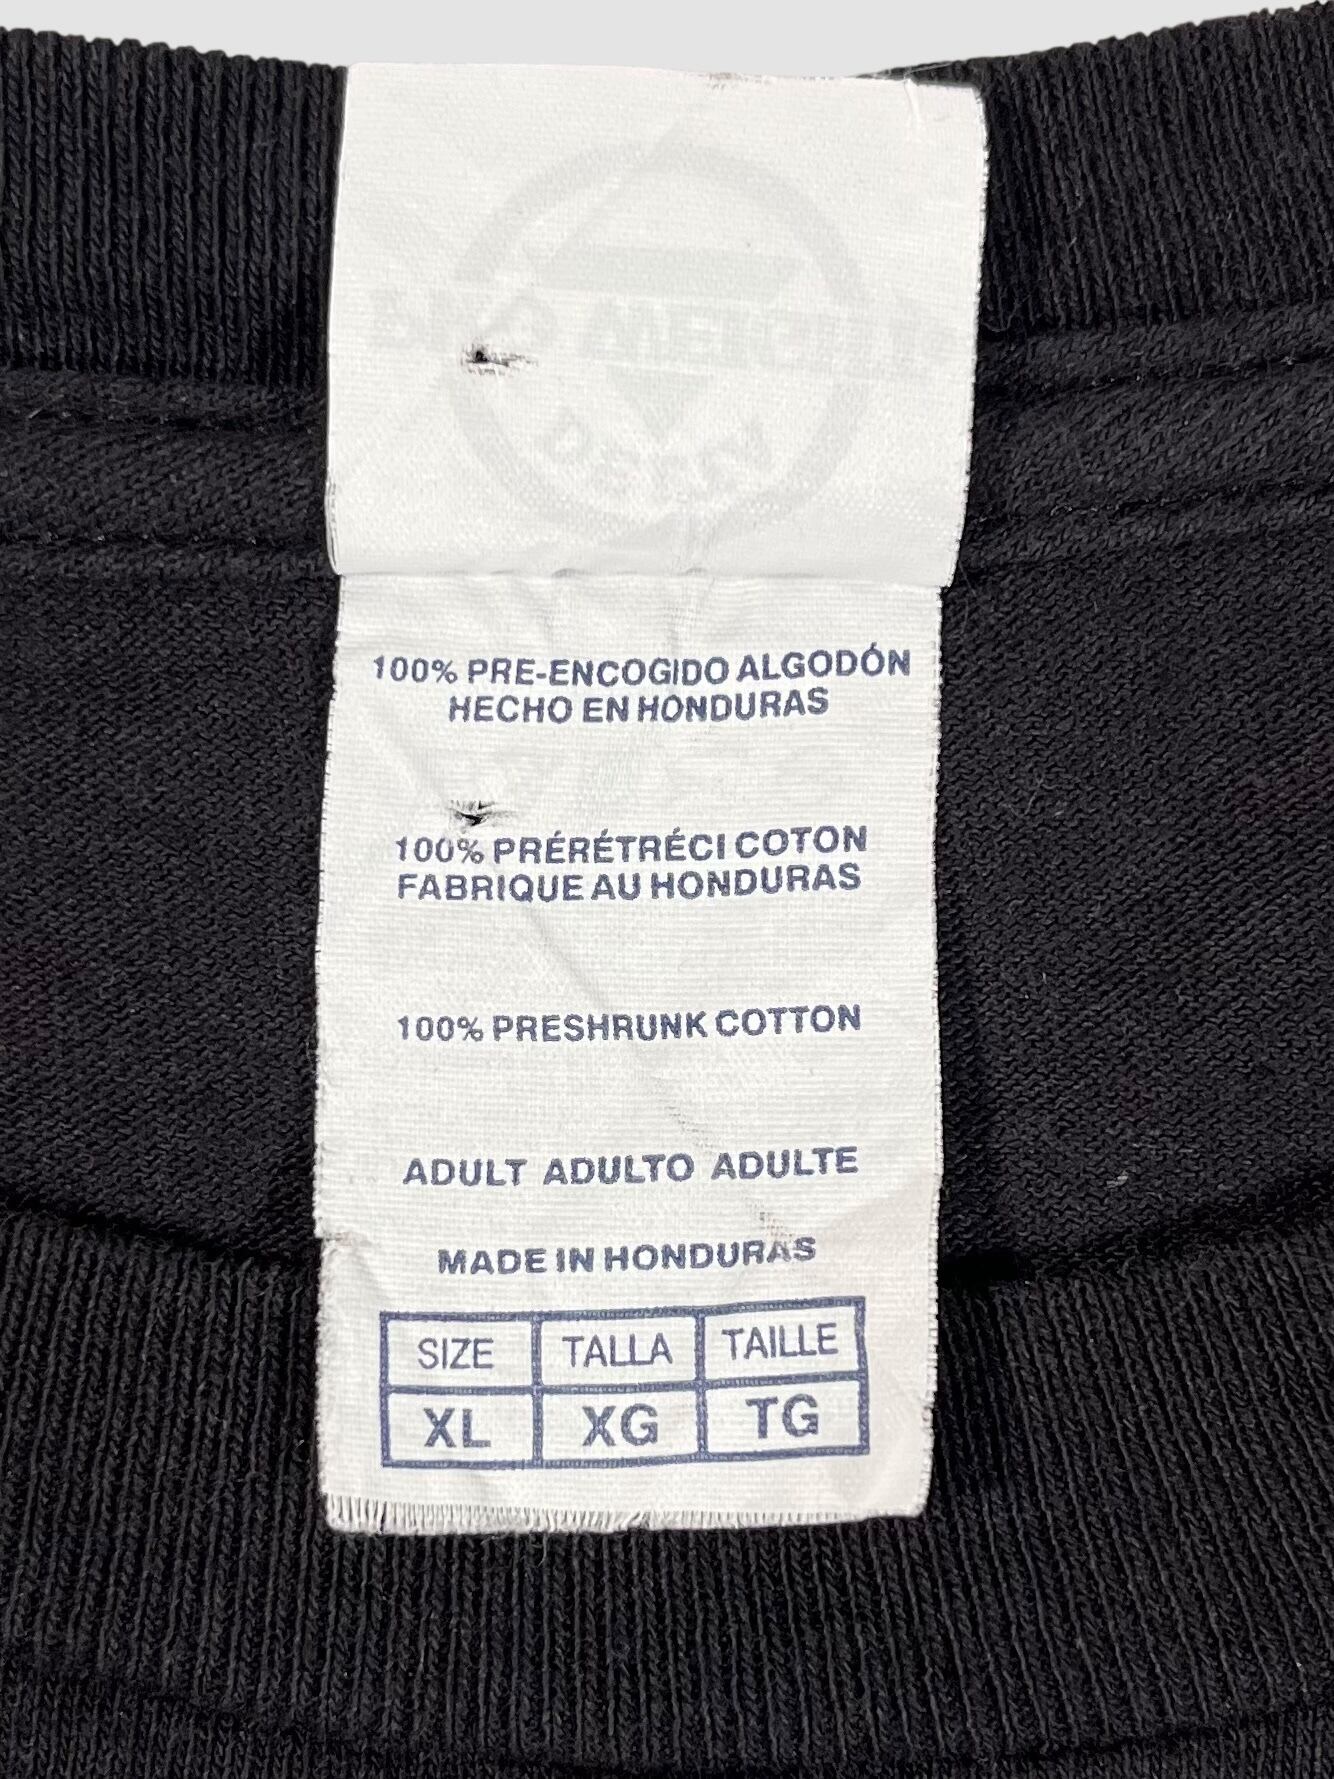 100% PRE-ENCOGIDO ALGODÓN
HECHO EN HONDURAS
100% PRÉRÉTRÉCI COTON
FABRIQUE AU HONDURAS
100% PRESHRUNK COTTON
ADULT ADULTO ADULTE
MADE IN HONDURAS
SIZE TALLA TAILLE
XL XG TG